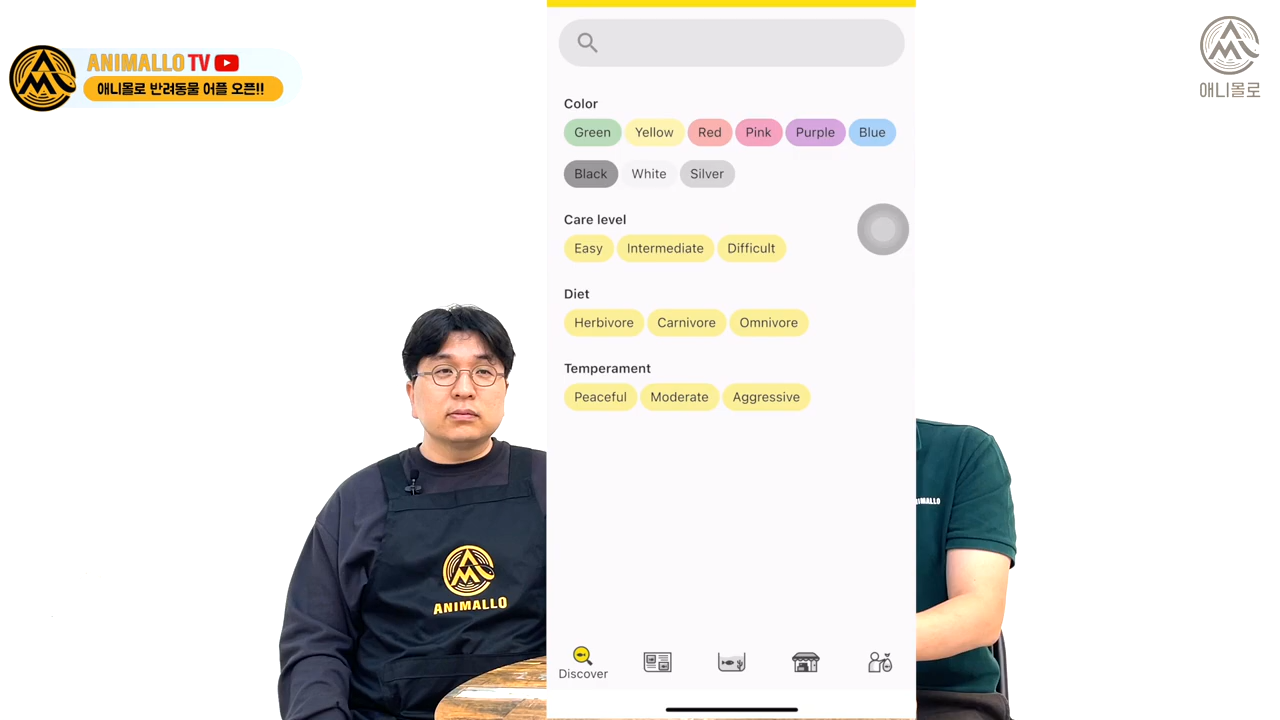 ANIMALLO TV
애니몰로 반려동물 어플 오픈!!
애니몰로
Color
Green Yellow Red Pink Purple Blue
Black White Silver
Care level
Easy Intermediate Difficult
Diet
Herbivore Carnivore Omnivore
Temperament
Peaceful Moderate Aggressive
ANIMALLO
Discover